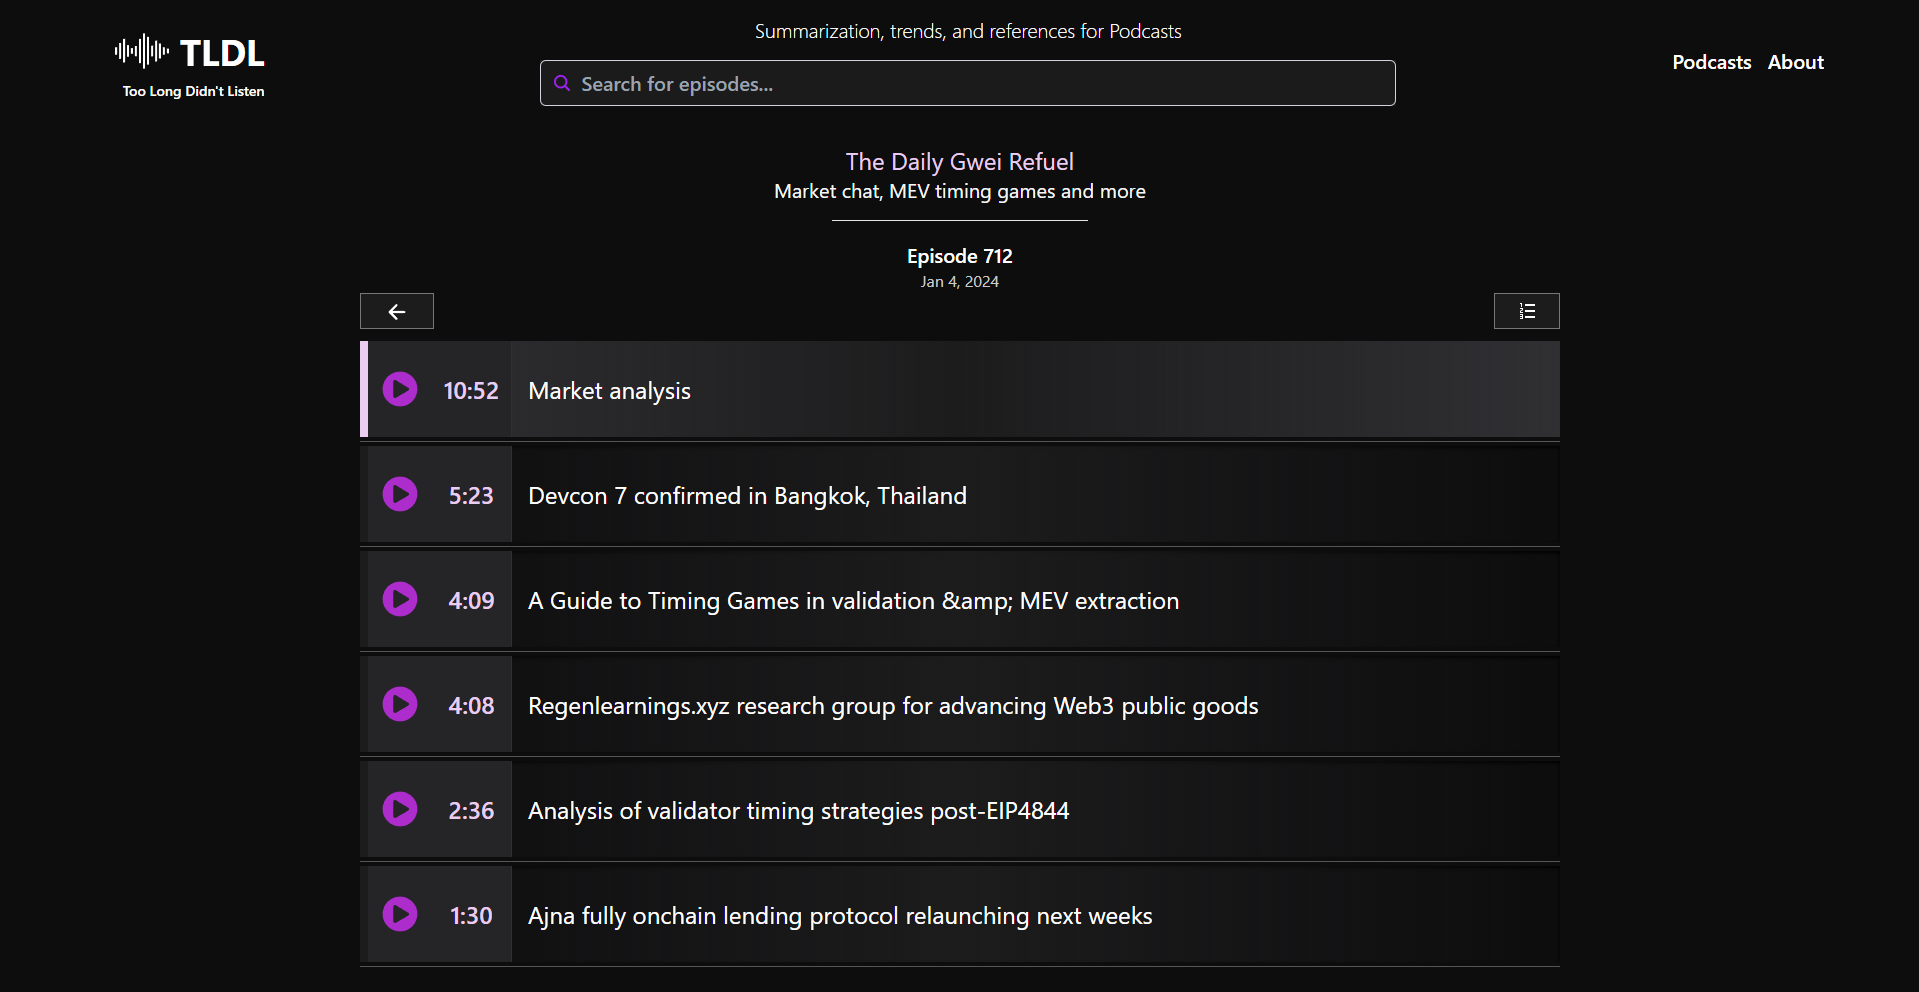 TLDL
Too Long Didn't Listen
Summarization, trends, and references for Podcasts
Search for episodes...
Podcasts About
The Daily Gwei Refuel
Market chat, MEV timing games and more
Episode 712
Jan 4, 2024
10:52 Market analysis
5:23 Devcon 7 confirmed in Bangkok, Thailand
4:09 A Guide to Timing Games in validation &amp; MEV extraction
4:08 Regenlearnings.xyz research group for advancing Web3 public goods
2:36 Analysis of validator timing strategies post-EIP4844
1:30 Ajna fully onchain lending protocol relaunching next weeks